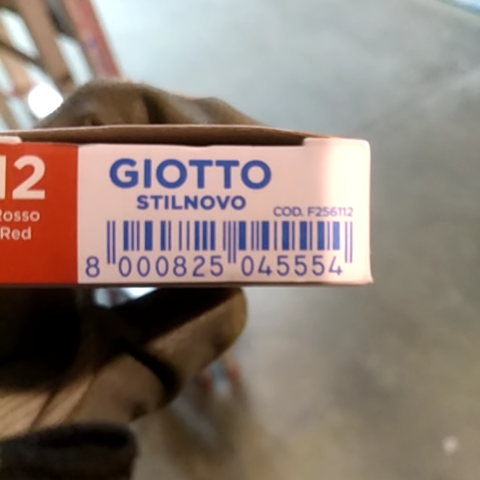 12
Rosso
Red
GIOTTO
STILNOVO
COD. F256112
8 000825 045554